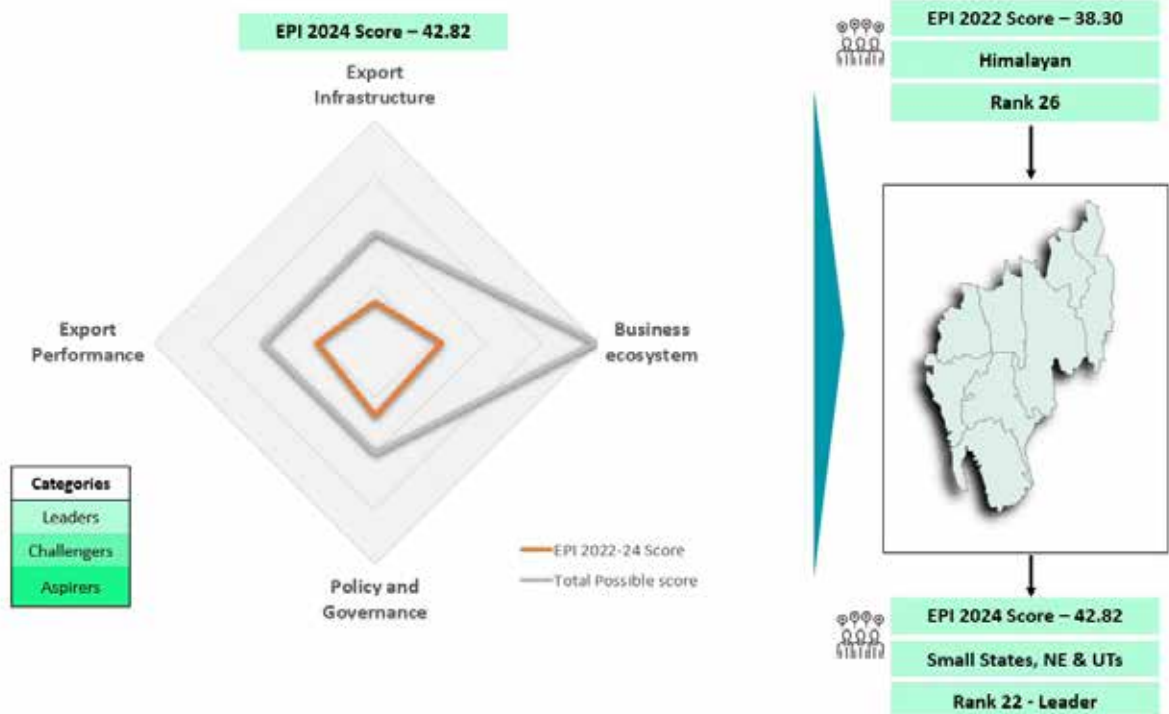 EPI 2024 Score – 42.82
Export
Infrastructure
Export
Performance
Business
ecosystem
Policy and
Governance
EPI 2022-24 Score
Total Possible score
Categories
Leaders
Challengers
Aspirers
EPI 2022 Score – 38.30
Himalayan
Rank 26
EPI 2024 Score – 42.82
Small States, NE & UTs
Rank 22 - Leader